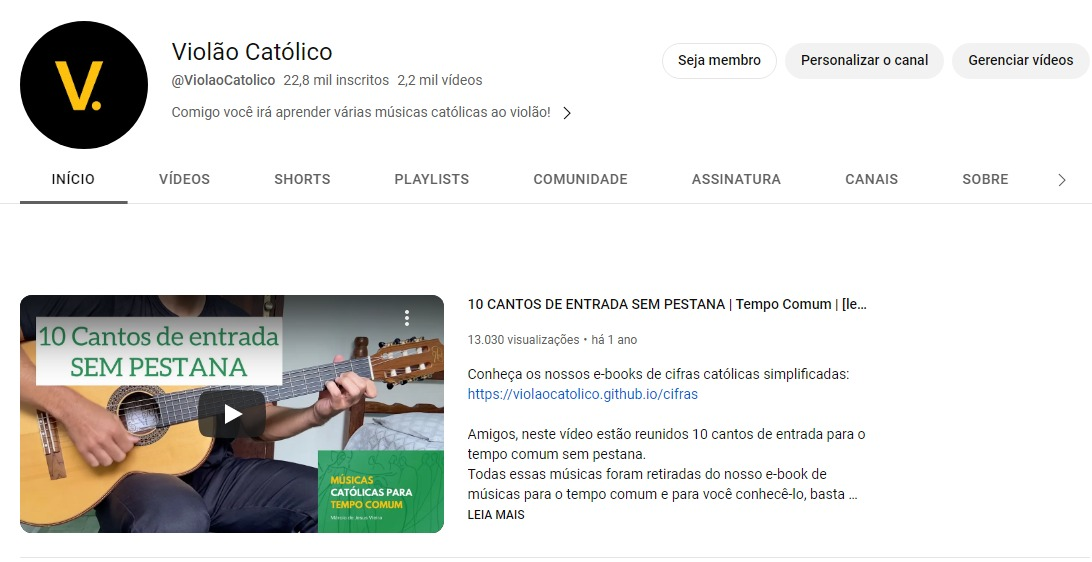 V.
Violão Católico
@ViolaoCatolico 22,8 mil inscritos 2,2 mil vídeos
Comigo você irá aprender várias músicas católicas ao violão!
Seja membro
Personalizar o canal
Gerenciar vídeos
INÍCIO
VÍDEOS
SHORTS
PLAYLISTS
COMUNIDADE
ASSINATURA
CANAIS
SOBRE
10 Cantos de entrada
SEM PESTANA
MÚSICAS
CATÓLICAS PARA
TEMPO COMUM
Márcio de Jesus Vieira
10 CANTOS DE ENTRADA SEM PESTANA | Tempo Comum | [le...
13.030 visualizações • há 1 ano
Conheça os nossos e-books de cifras católicas simplificadas:
https://violaocatolico.github.io/cifras
Amigos, neste vídeo estão reunidos 10 cantos de entrada para o
tempo comum sem pestana.
Todas essas músicas foram retiradas do nosso e-book de
músicas para o tempo comum e para você conhecê-lo, basta ...
LEIA MAIS